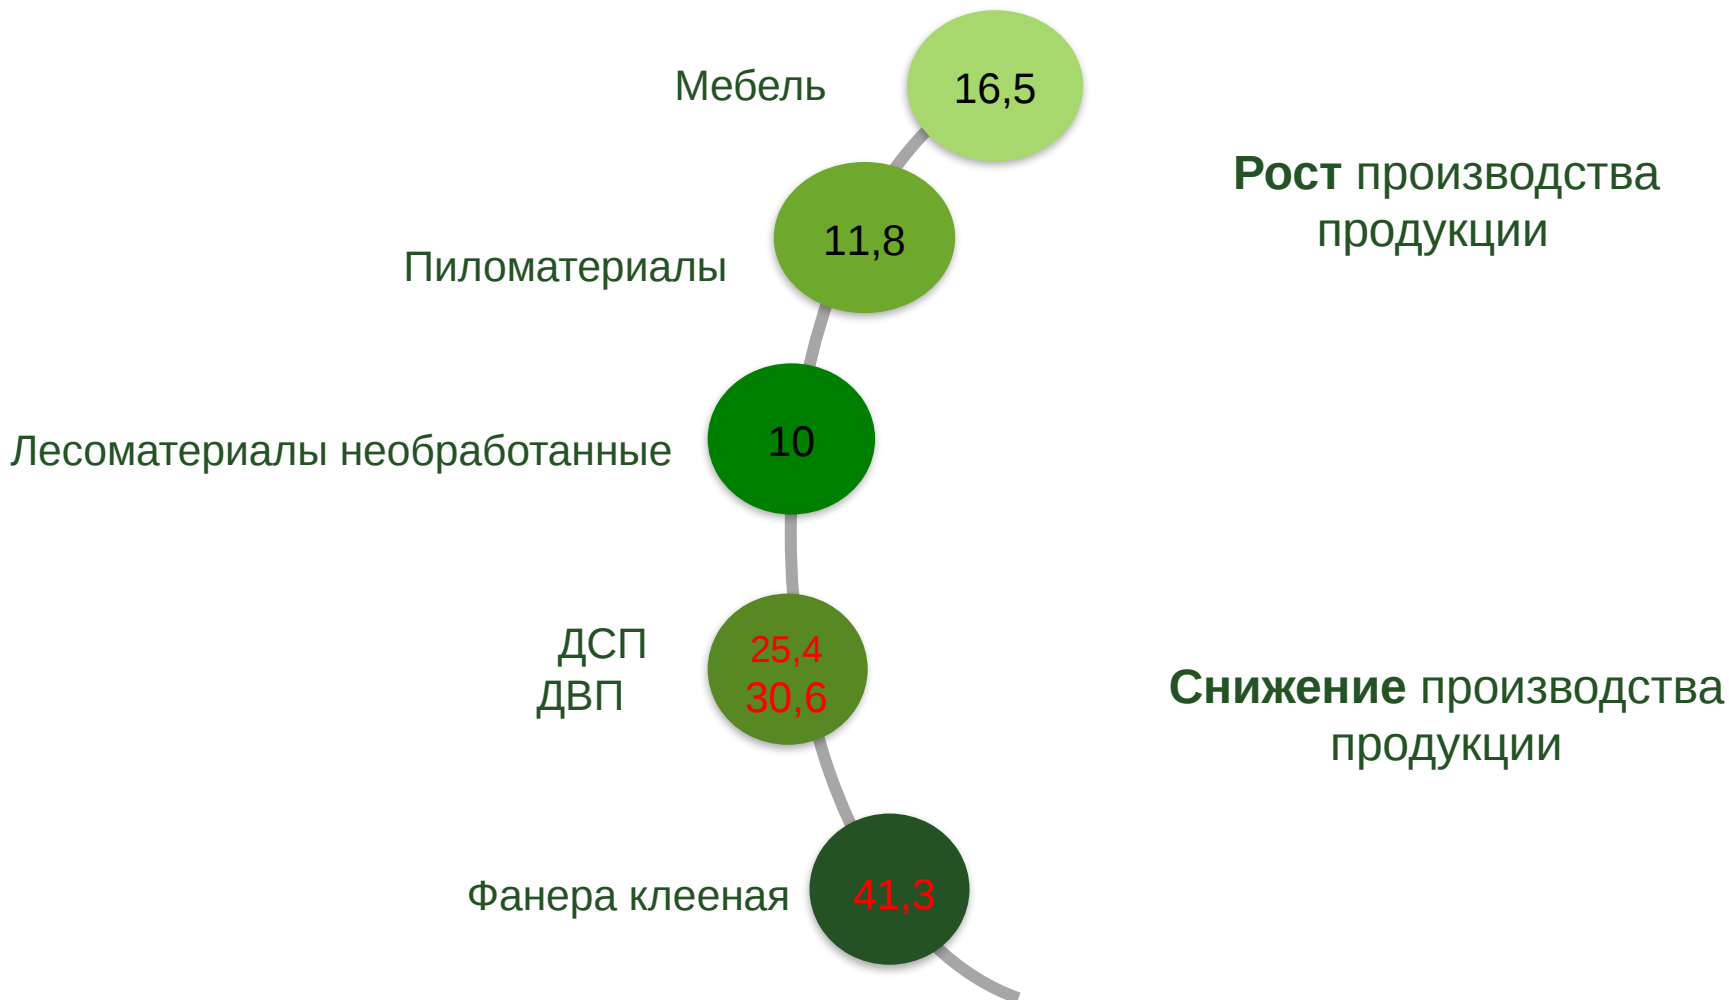 Мебель
16,5
Рост производства
продукции
11,8
Пиломатериалы
10
Лесоматериалы необработанные
ДСП
25,4
ДВП
30,6
Снижение производства
продукции
Фанера клееная
41,3